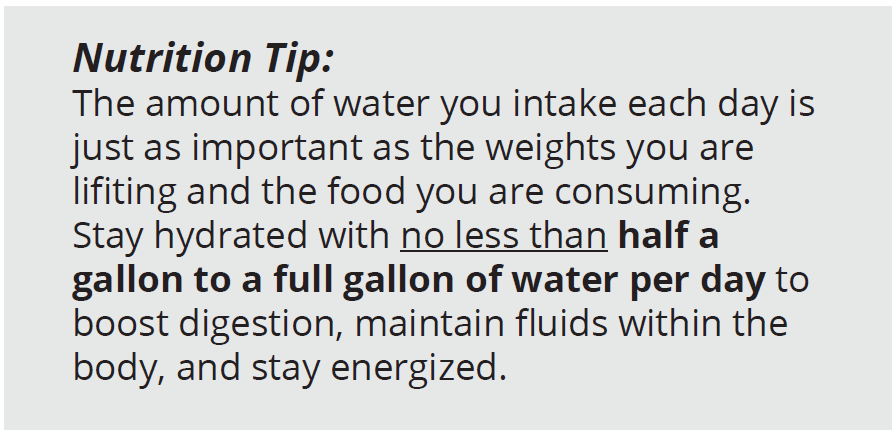 Nutrition Tip:
The amount of water you intake each day is
just as important as the weights you are
lifiting and the food you are consuming.
Stay hydrated with no less than half a
gallon to a full gallon of water per day to
boost digestion, maintain fluids within the
body, and stay energized.